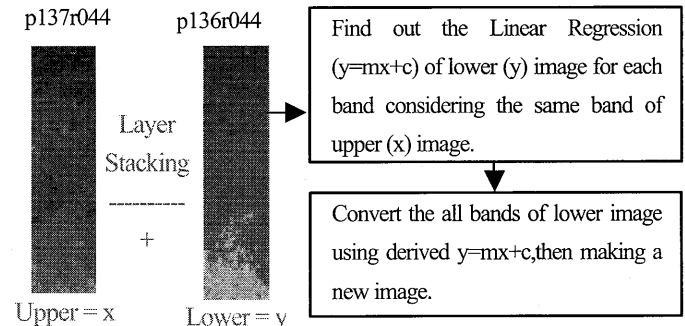 p137r044
p136r044
Layer
Stacking
----------
+
Upper = x
Lower = y
Find out the Linear Regression
(y=mx+c) of lower (y) image for each
band considering the same band of
upper (x) image.
Convert the all bands of lower image
using derived y=mx+c,then making a
new image.